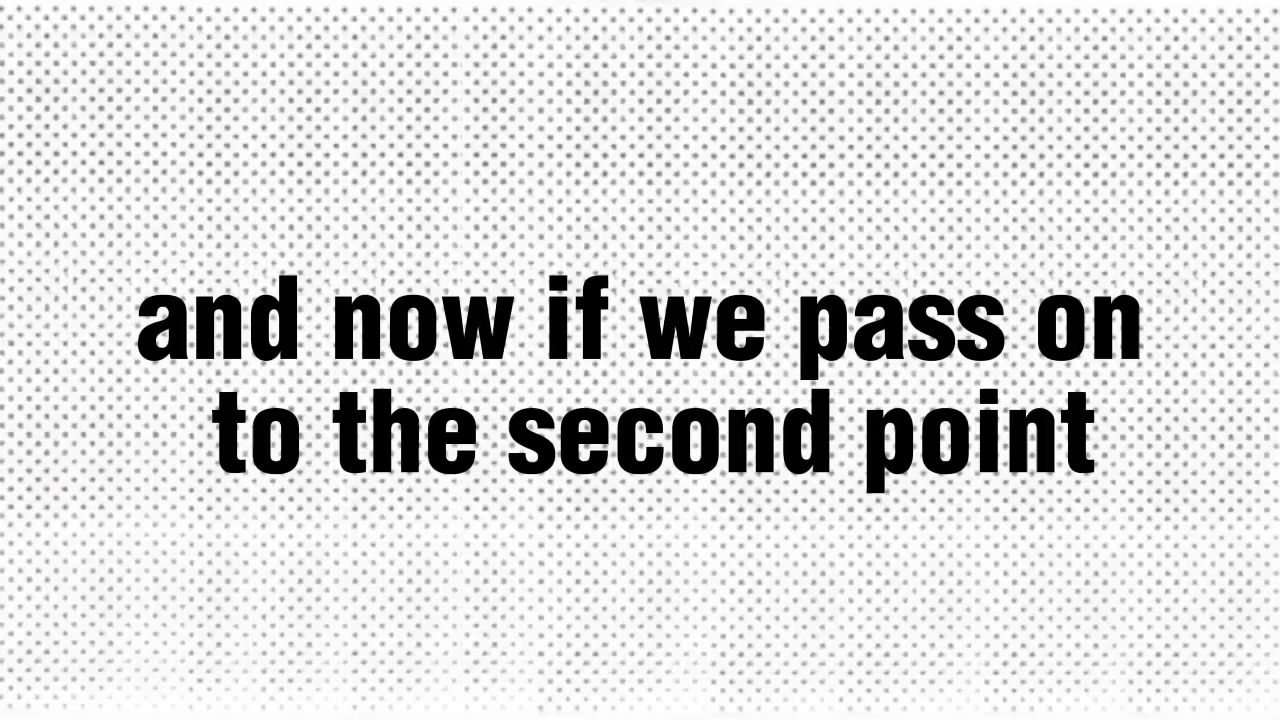 and now if we pass on
to the second point